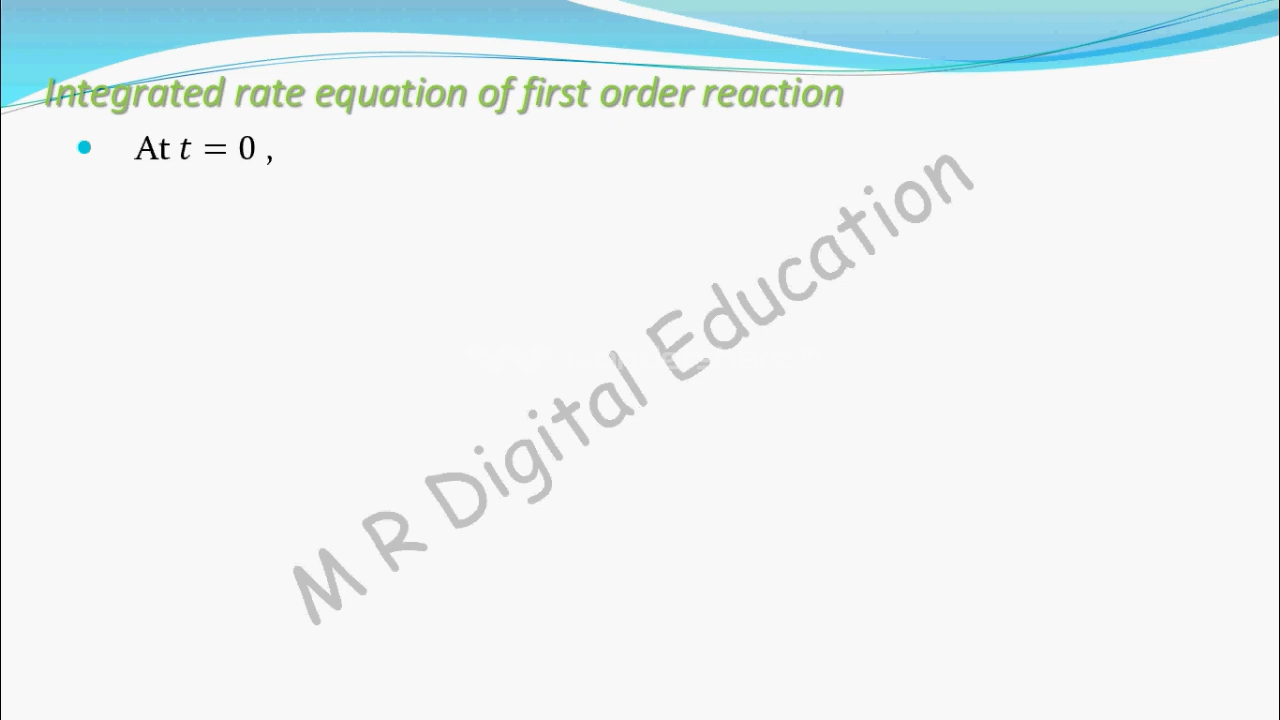 Integrated rate equation of first order reaction
• At t = 0 ,
M R Digital Education